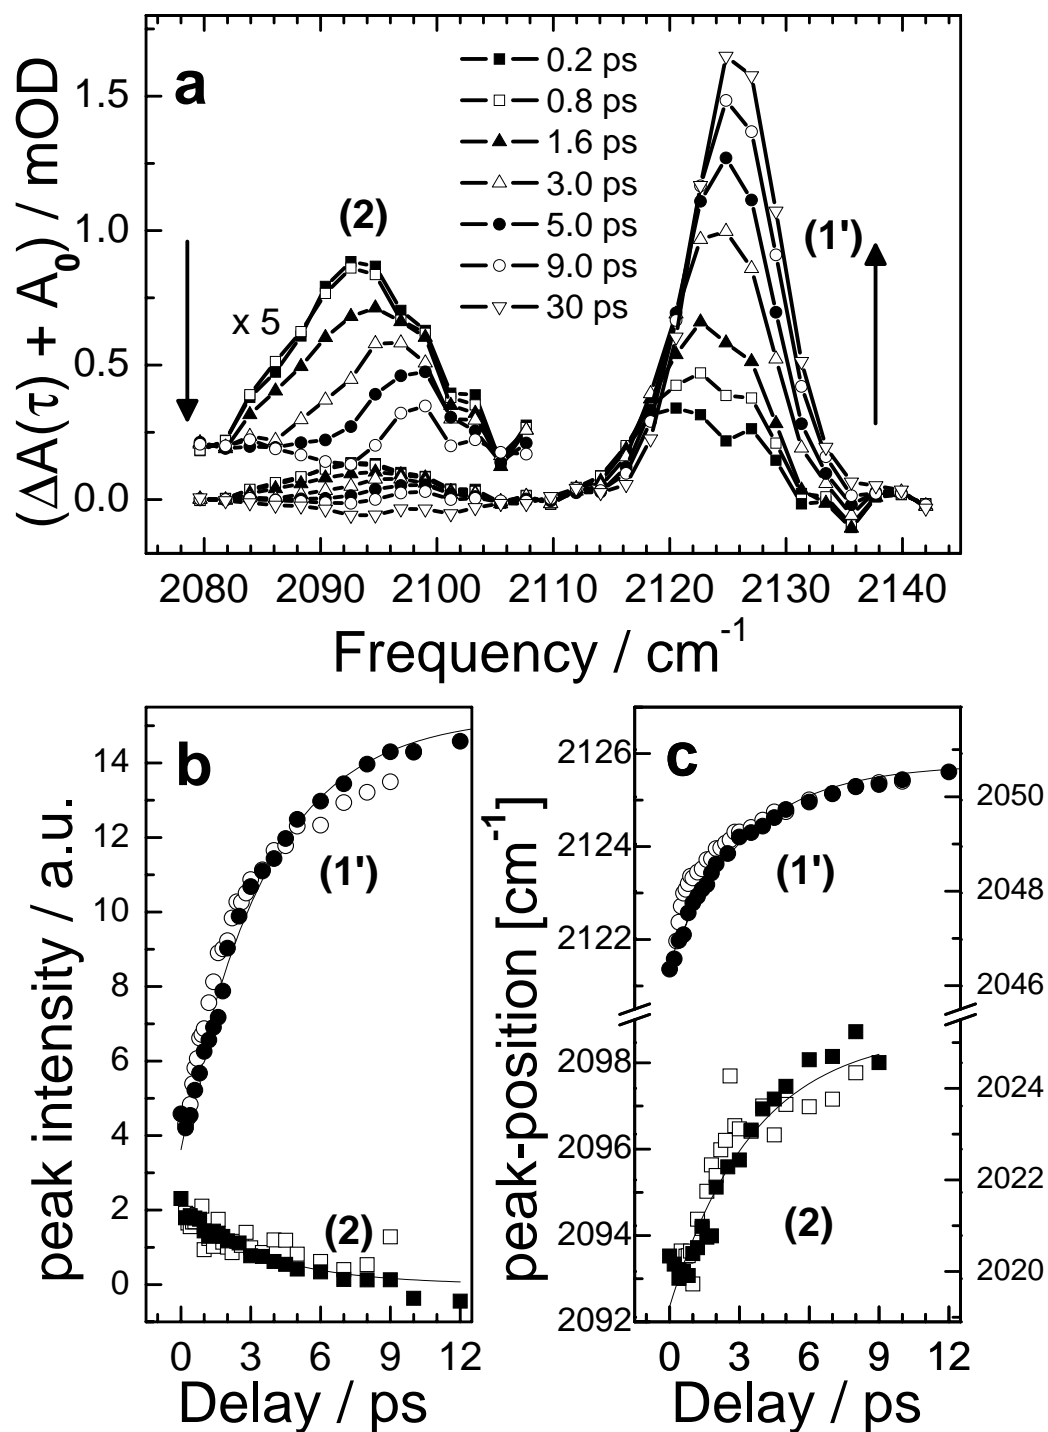 a
(ΔA(τ) + A₀) / mOD
1.5
1.0
0.5
0.0
0.2 ps
0.8 ps
1.6 ps
3.0 ps
5.0 ps
9.0 ps
30 ps
(2)
(1')
x 5
2080 2090 2100 2110 2120 2130 2140
Frequency / cm⁻¹
b
peak intensity / a.u.
14
12
10
8
6
4
2
0
(1')
(2)
0 3 6 9 12
Delay / ps
c
peak-position [cm⁻¹]
2126
2124
2122
2098
2096
2094
2092
(1')
(2)
2050
2048
2046
2024
2022
2020
0 3 6 9 12
Delay / ps